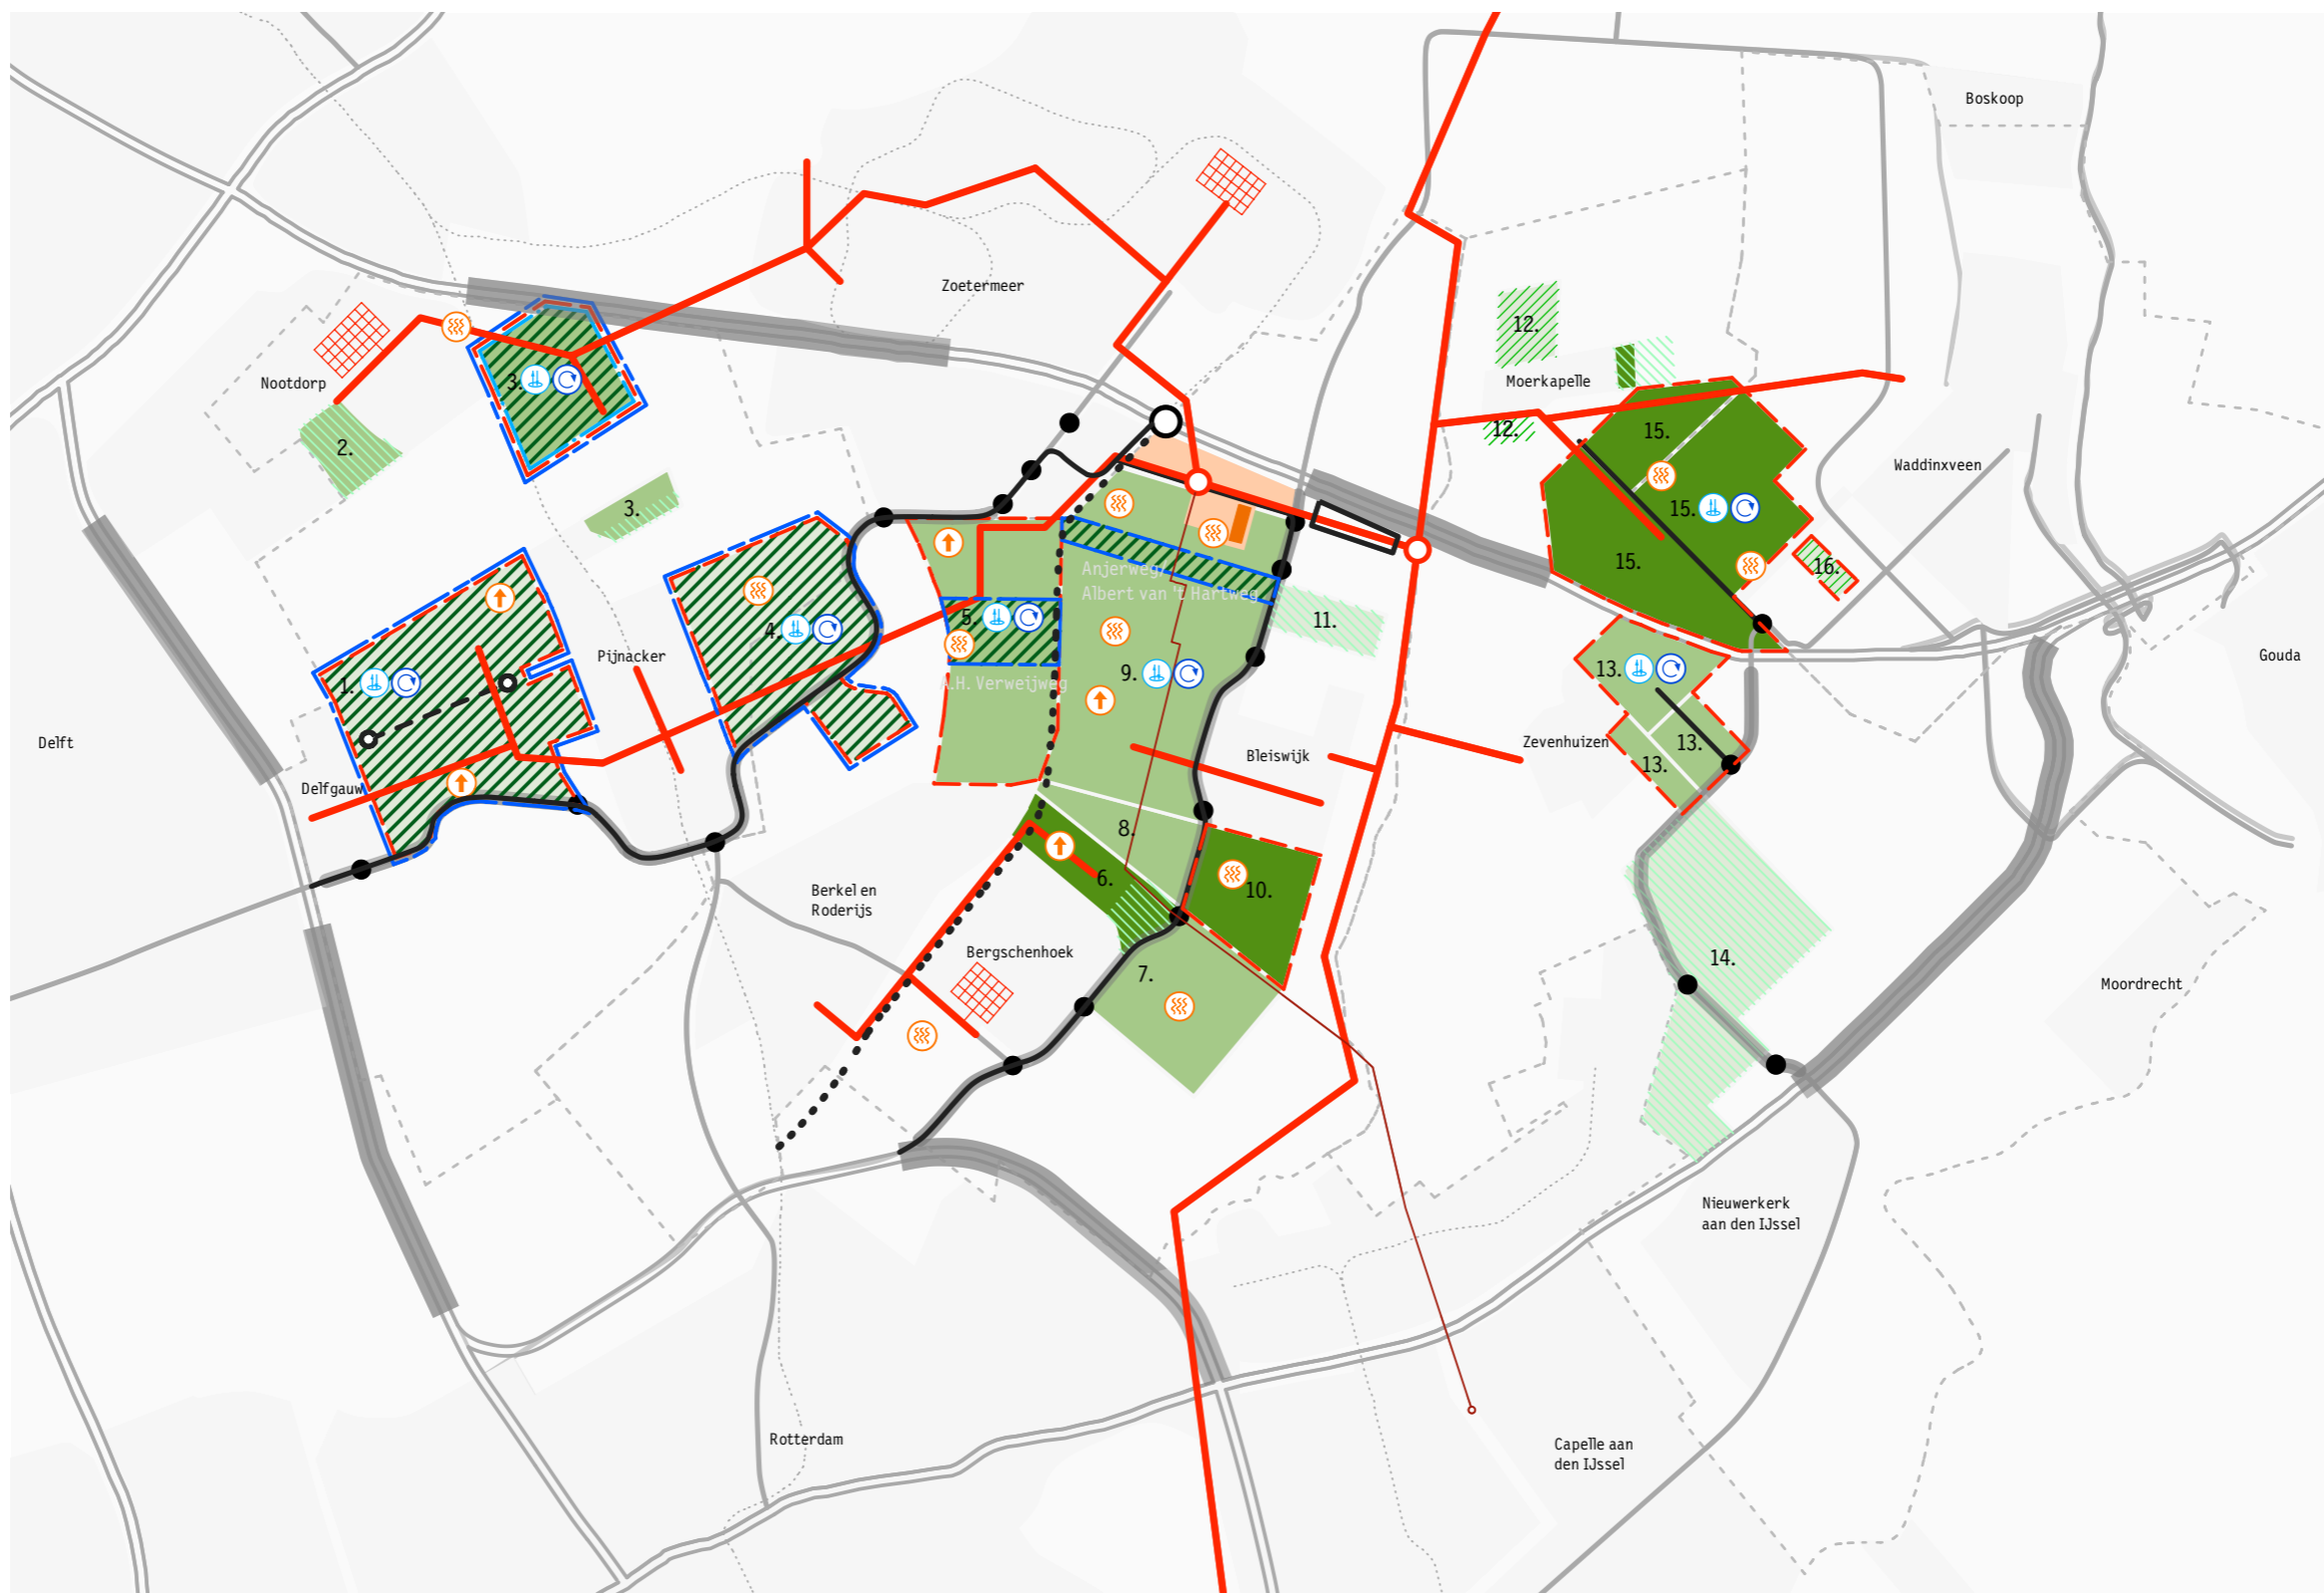 Boskoop
Zoetermeer
12.
Nootdorp
3.
Moerkapelle
2.
12.
15.
Waddinxveen
3.
15.
15.
16.
Anjerweg,
Albert van 't Hartweg
5.
11.
4.
Pijnacker
Gouda
1.
A.H. Verweijweg
9.
13.
Delft
Zevenhuizen
13.
Bleiswijk
13.
Delfgauw
8.
6.
10.
Berkel en
Roderijs
Bergschenhoek
7.
14.
Moordrecht
Nieuwerkerk
aan den IJssel
Rotterdam
Capelle aan
den IJssel